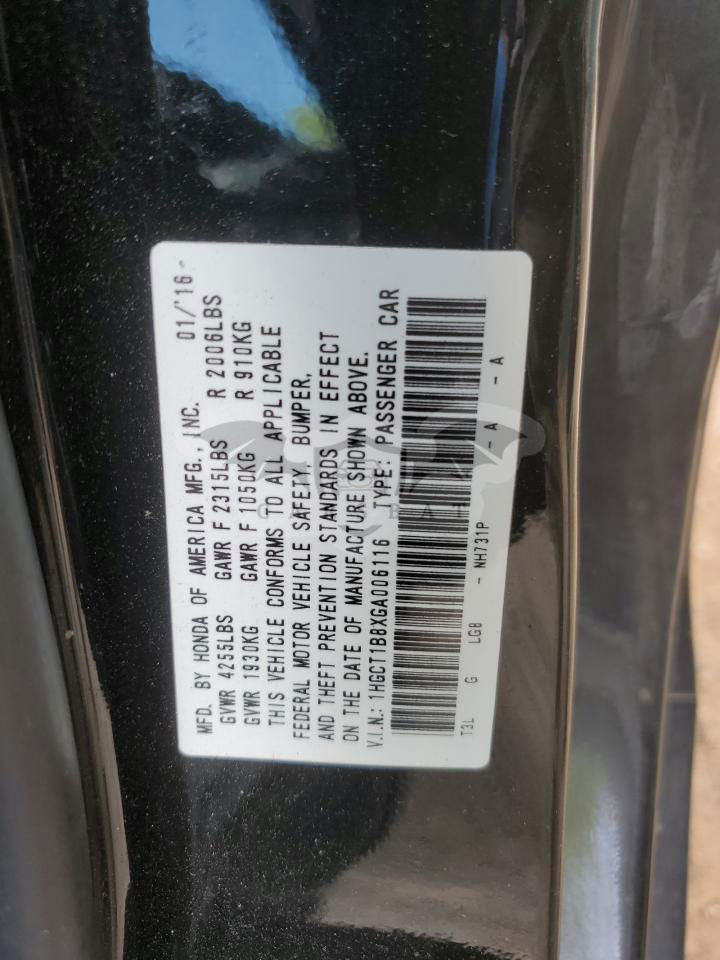 MFD. BY HONDA OF AMERICA MFG., INC. 01/'16
GVWR 4255LBS GAWR F 2315LBS R 2006LBS
GVWR 1930KG GAWR F 1050KG R 910KG
THIS VEHICLE CONFORMS TO ALL APPLICABLE
FEDERAL MOTOR VEHICLE SAFETY, BUMPER,
AND THEFT PREVENTION STANDARDS IN EFFECT
ON THE DATE OF MANUFACTURE SHOWN ABOVE.
V.I.N.: 1HGCT1B8XGA006116 TYPE: PASSENGER CAR
T3L G LG8 - NH731P - A - A